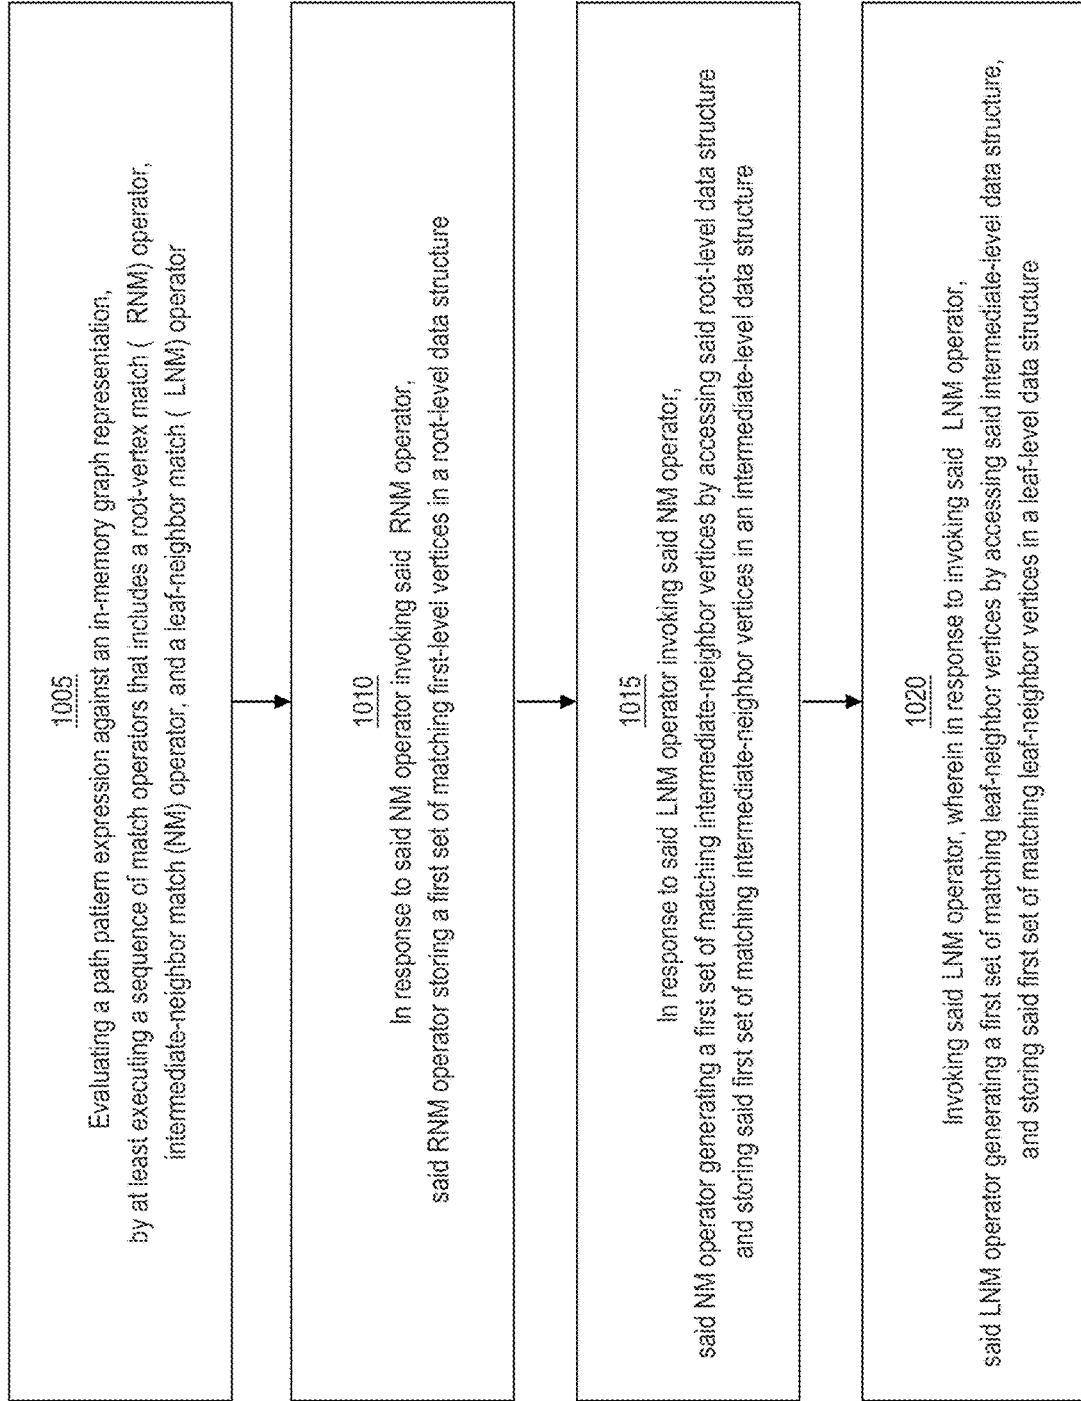 1005
Evaluating a path pattern expression against an in-memory graph representation,
by at least executing a sequence of match operators that includes a root-vertex match ( RNM) operator,
intermediate-neighbor match (NM) operator, and a leaf-neighbor match ( LNM) operator
1010
In response to said NM operator invoking said RNM operator,
said RNM operator storing a first set of matching first-level vertices in a root-level data structure
1015
In response to said LNM operator invoking said NM operator,
said NM operator generating a first set of matching intermediate-neighbor vertices by accessing said root-level data structure
and storing said first set of matching intermediate-neighbor vertices in an intermediate-level data structure
1020
Invoking said LNM operator, wherein in response to invoking said LNM operator,
said LNM operator generating a first set of matching leaf-neighbor vertices by accessing said intermediate-level data structure,
and storing said first set of matching leaf-neighbor vertices in a leaf-level data structure